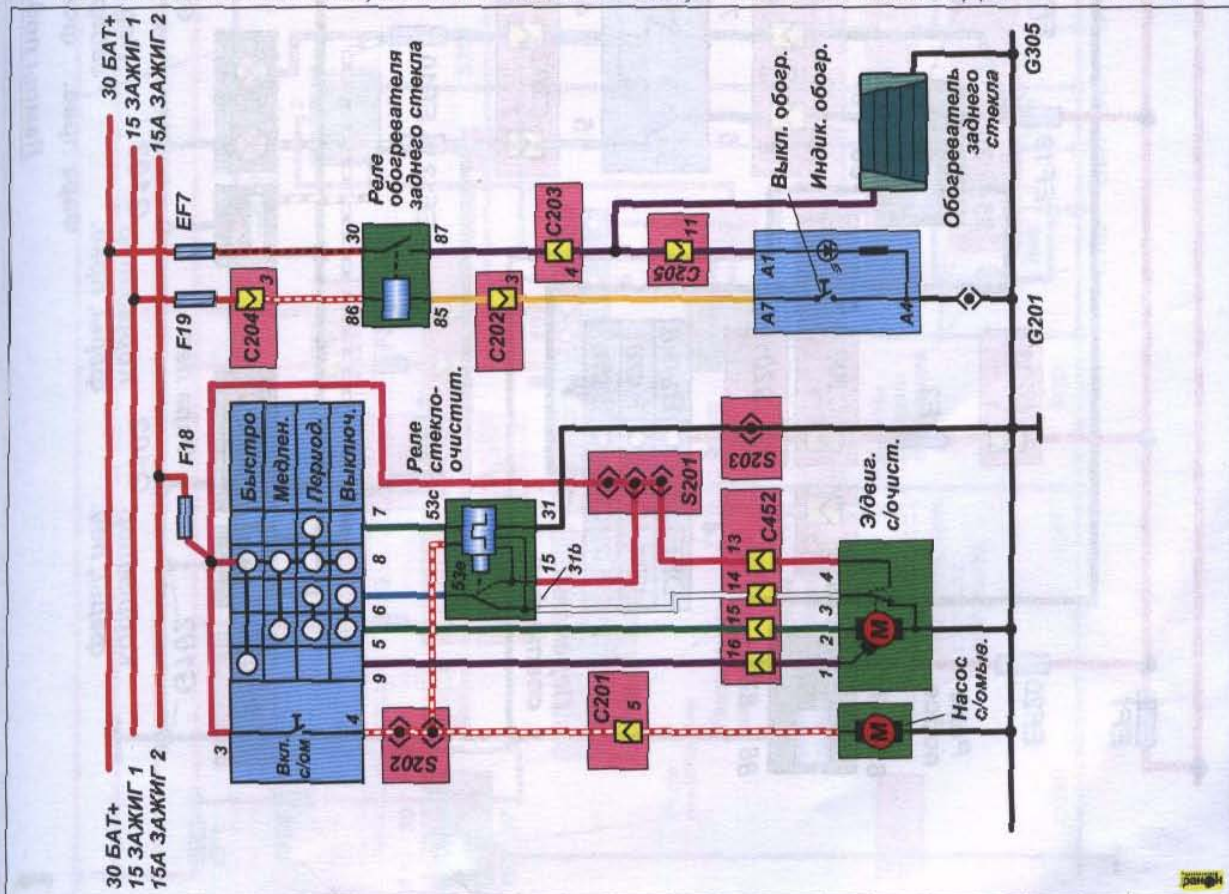 30 БАТ+
15 ЗАЖИГ 1
15А ЗАЖИГ 2
30 БАТ+
15 ЗАЖИГ 1
15А ЗАЖИГ 2
F18
F19
EF7
3
Вкл.
с/ом
4
Быстро
Медлен.
Период.
Выключ.
9
5
6
8
7
C204
3
86
30
85
87
Реле
обогревателя
заднего стекла
Реле
стекло-
очистит.
53e
53c
15
31b
31
S202
C202
3
4
C203
C205
11
C201
5
S201
S203
16
15
14
13
C452
A7
A1
A4
Выкл. обогр.
Индик. обогр.
1
2
3
4
Э/двиг.
с/очист.
Насос
с/омыв.
Обогреватель
заднего
стекла
G201
G305